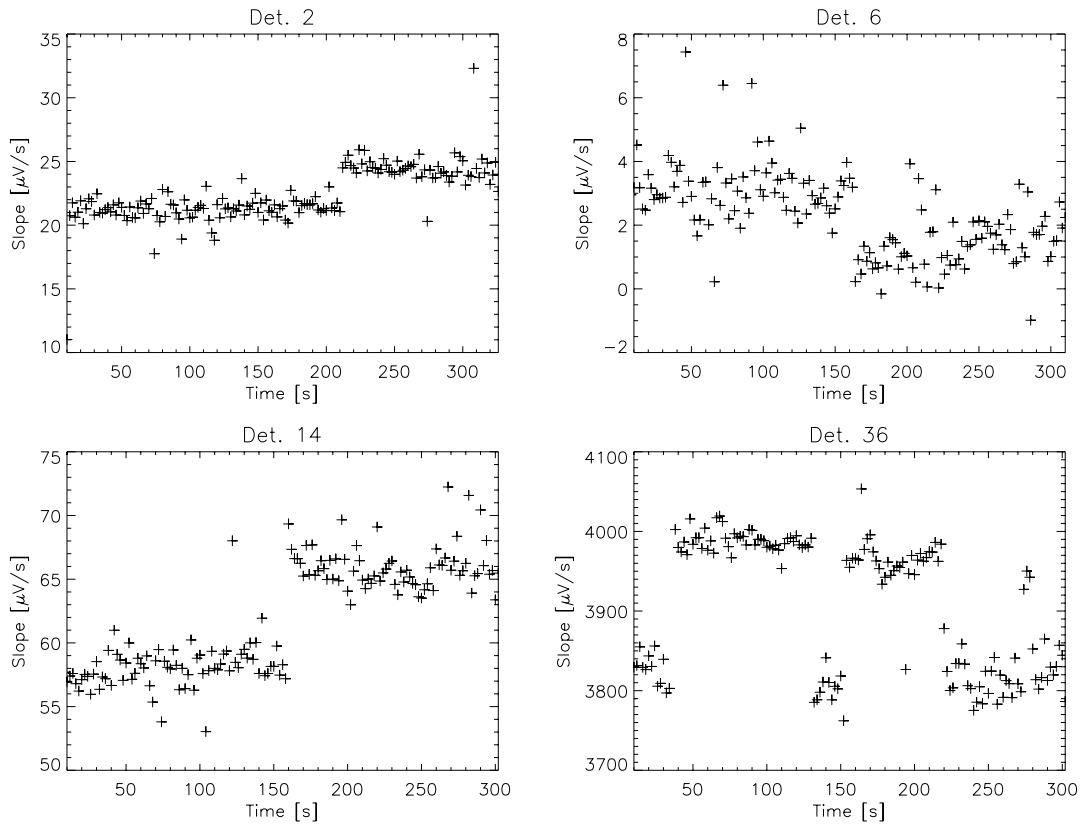 Det. 2
35
30
25
20
15
10
Slope [μV/s]
50 100 150 200 250 300
Time [s]
Det. 6
8
6
4
2
0
−2
Slope [μV/s]
50 100 150 200 250 300
Time [s]
Det. 14
75
70
65
60
55
50
Slope [μV/s]
50 100 150 200 250 300
Time [s]
Det. 36
4100
4000
3900
3800
3700
Slope [μV/s]
50 100 150 200 250 300
Time [s]